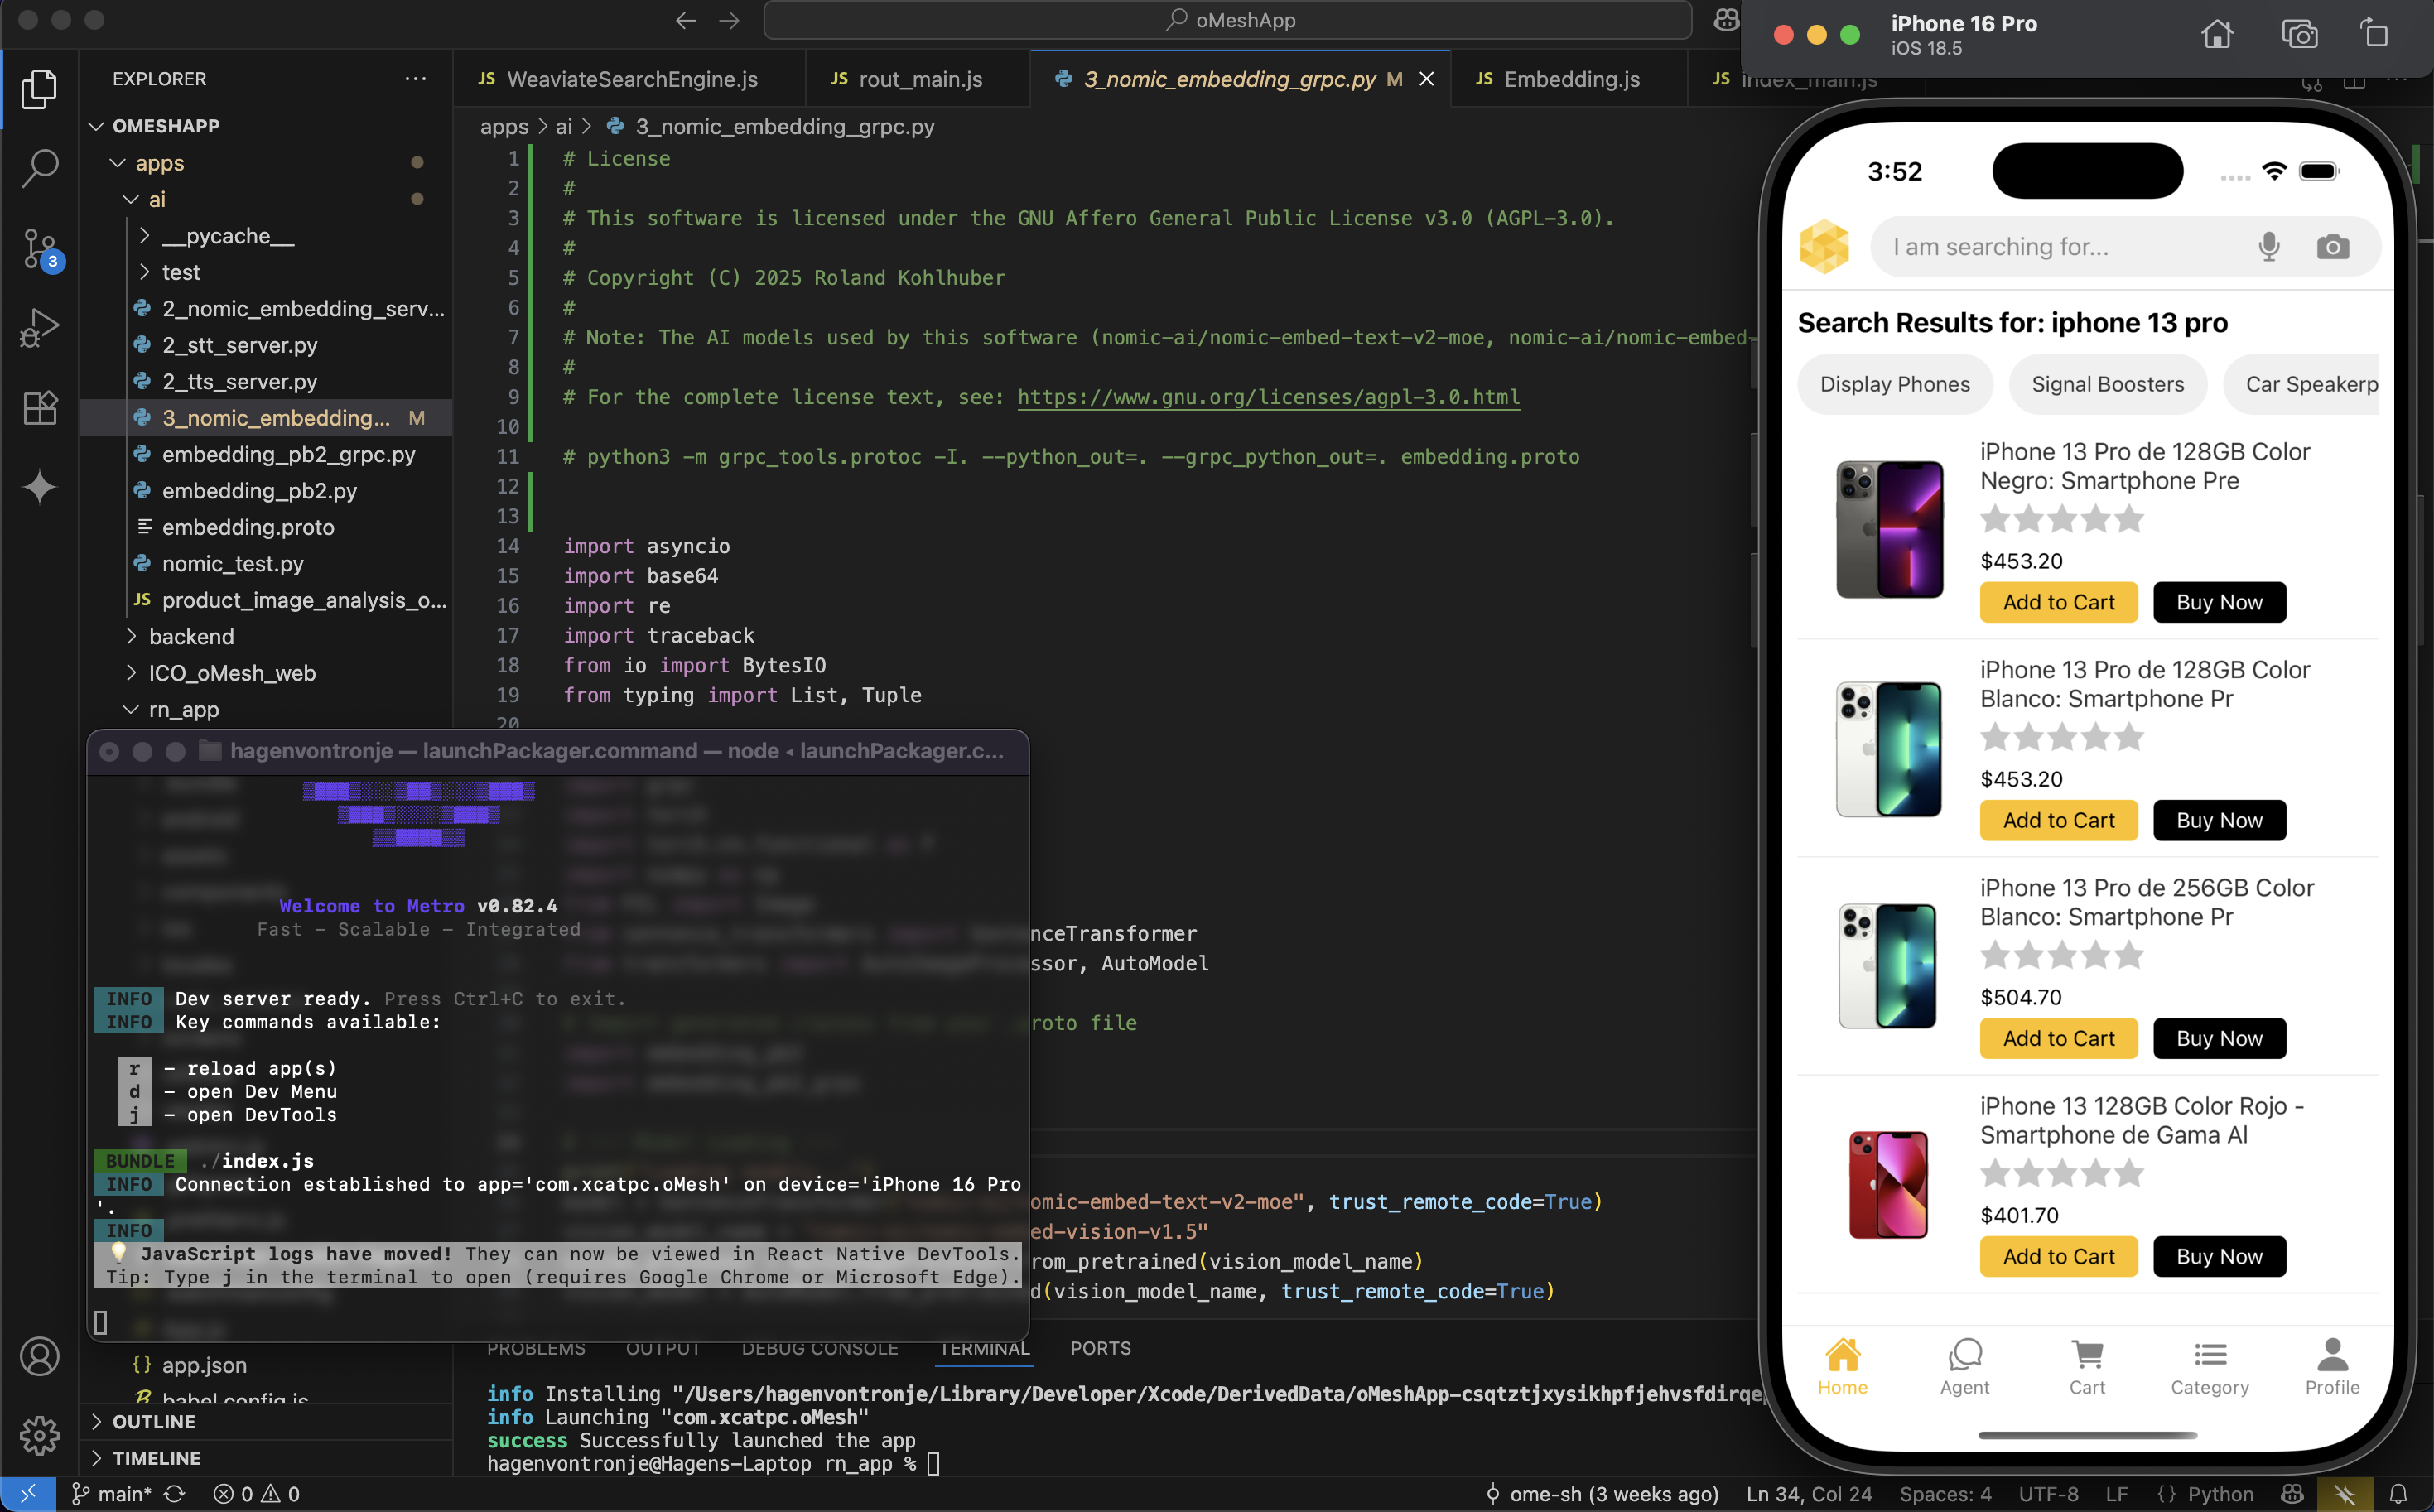 oMeshApp
EXPLORER
OMESHAPP
apps
ai
__pycache__
test
2_nomic_embedding_serv...
2_stt_server.py
2_tts_server.py
3_nomic_embedding... M
embedding_pb2_grpc.py
embedding_pb2.py
embedding.proto
nomic_test.py
JS product_image_analysis_o...
backend
ICO_oMesh_web
rn_app
{} app.json
babel.config.js
OUTLINE
TIMELINE
3
JS WeaviateSearchEngine.js
JS rout_main.js
3_nomic_embedding_grpc.py M
JS Embedding.js
JS index_main.js
apps > ai > 3_nomic_embedding_grpc.py
1 # License
2 #
3 # This software is licensed under the GNU Affero General Public License v3.0 (AGPL-3.0).
4 #
5 # Copyright (C) 2025 Roland Kohlhuber
6 #
7 # Note: The AI models used by this software (nomic-ai/nomic-embed-text-v2-moe, nomic-ai/nomic-embed-
8 #
9 # For the complete license text, see: https://www.gnu.org/licenses/agpl-3.0.html
10
11 # python3 -m grpc_tools.protoc -I. --python_out=. --grpc_python_out=. embedding.proto
12
13
14 import asyncio
15 import base64
16 import re
17 import traceback
18 from io import BytesIO
19 from typing import List, Tuple
20
nceTransformer
ssor, AutoModel
roto file
omic-embed-text-v2-moe", trust_remote_code=True)
ed-vision-v1.5"
rom_pretrained(vision_model_name)
d(vision_model_name, trust_remote_code=True)
hagenvontronje — launchPackager.command — node ◂ launchPackager.c...
Welcome to Metro v0.82.4
Fast - Scalable - Integrated
INFO Dev server ready. Press Ctrl+C to exit.
INFO Key commands available:
r - reload app(s)
d - open Dev Menu
j - open DevTools
BUNDLE ./index.js
INFO Connection established to app='com.xcatpc.oMesh' on device='iPhone 16 Pro
'.
INFO
💡 JavaScript logs have moved! They can now be viewed in React Native DevTools.
Tip: Type j in the terminal to open (requires Google Chrome or Microsoft Edge).
PROBLEMS OUTPUT DEBUG CONSOLE TERMINAL PORTS
info Installing "/Users/hagenvontronje/Library/Developer/Xcode/DerivedData/oMeshApp-csqtztjxysikhpfjehvsfdirqe
info Launching "com.xcatpc.oMesh"
success Successfully launched the app
hagenvontronje@Hagens-Laptop rn_app %
main* 0 0
ome-sh (3 weeks ago) Ln 34, Col 24 Spaces: 4 UTF-8 LF {} Python
iPhone 16 Pro
iOS 18.5
3:52
I am searching for...
Search Results for: iphone 13 pro
Display Phones Signal Boosters Car Speakerp
iPhone 13 Pro de 128GB Color
Negro: Smartphone Pre
$453.20
Add to Cart Buy Now
iPhone 13 Pro de 128GB Color
Blanco: Smartphone Pr
$453.20
Add to Cart Buy Now
iPhone 13 Pro de 256GB Color
Blanco: Smartphone Pr
$504.70
Add to Cart Buy Now
iPhone 13 128GB Color Rojo -
Smartphone de Gama Al
$401.70
Add to Cart Buy Now
Home Agent Cart Category Profile